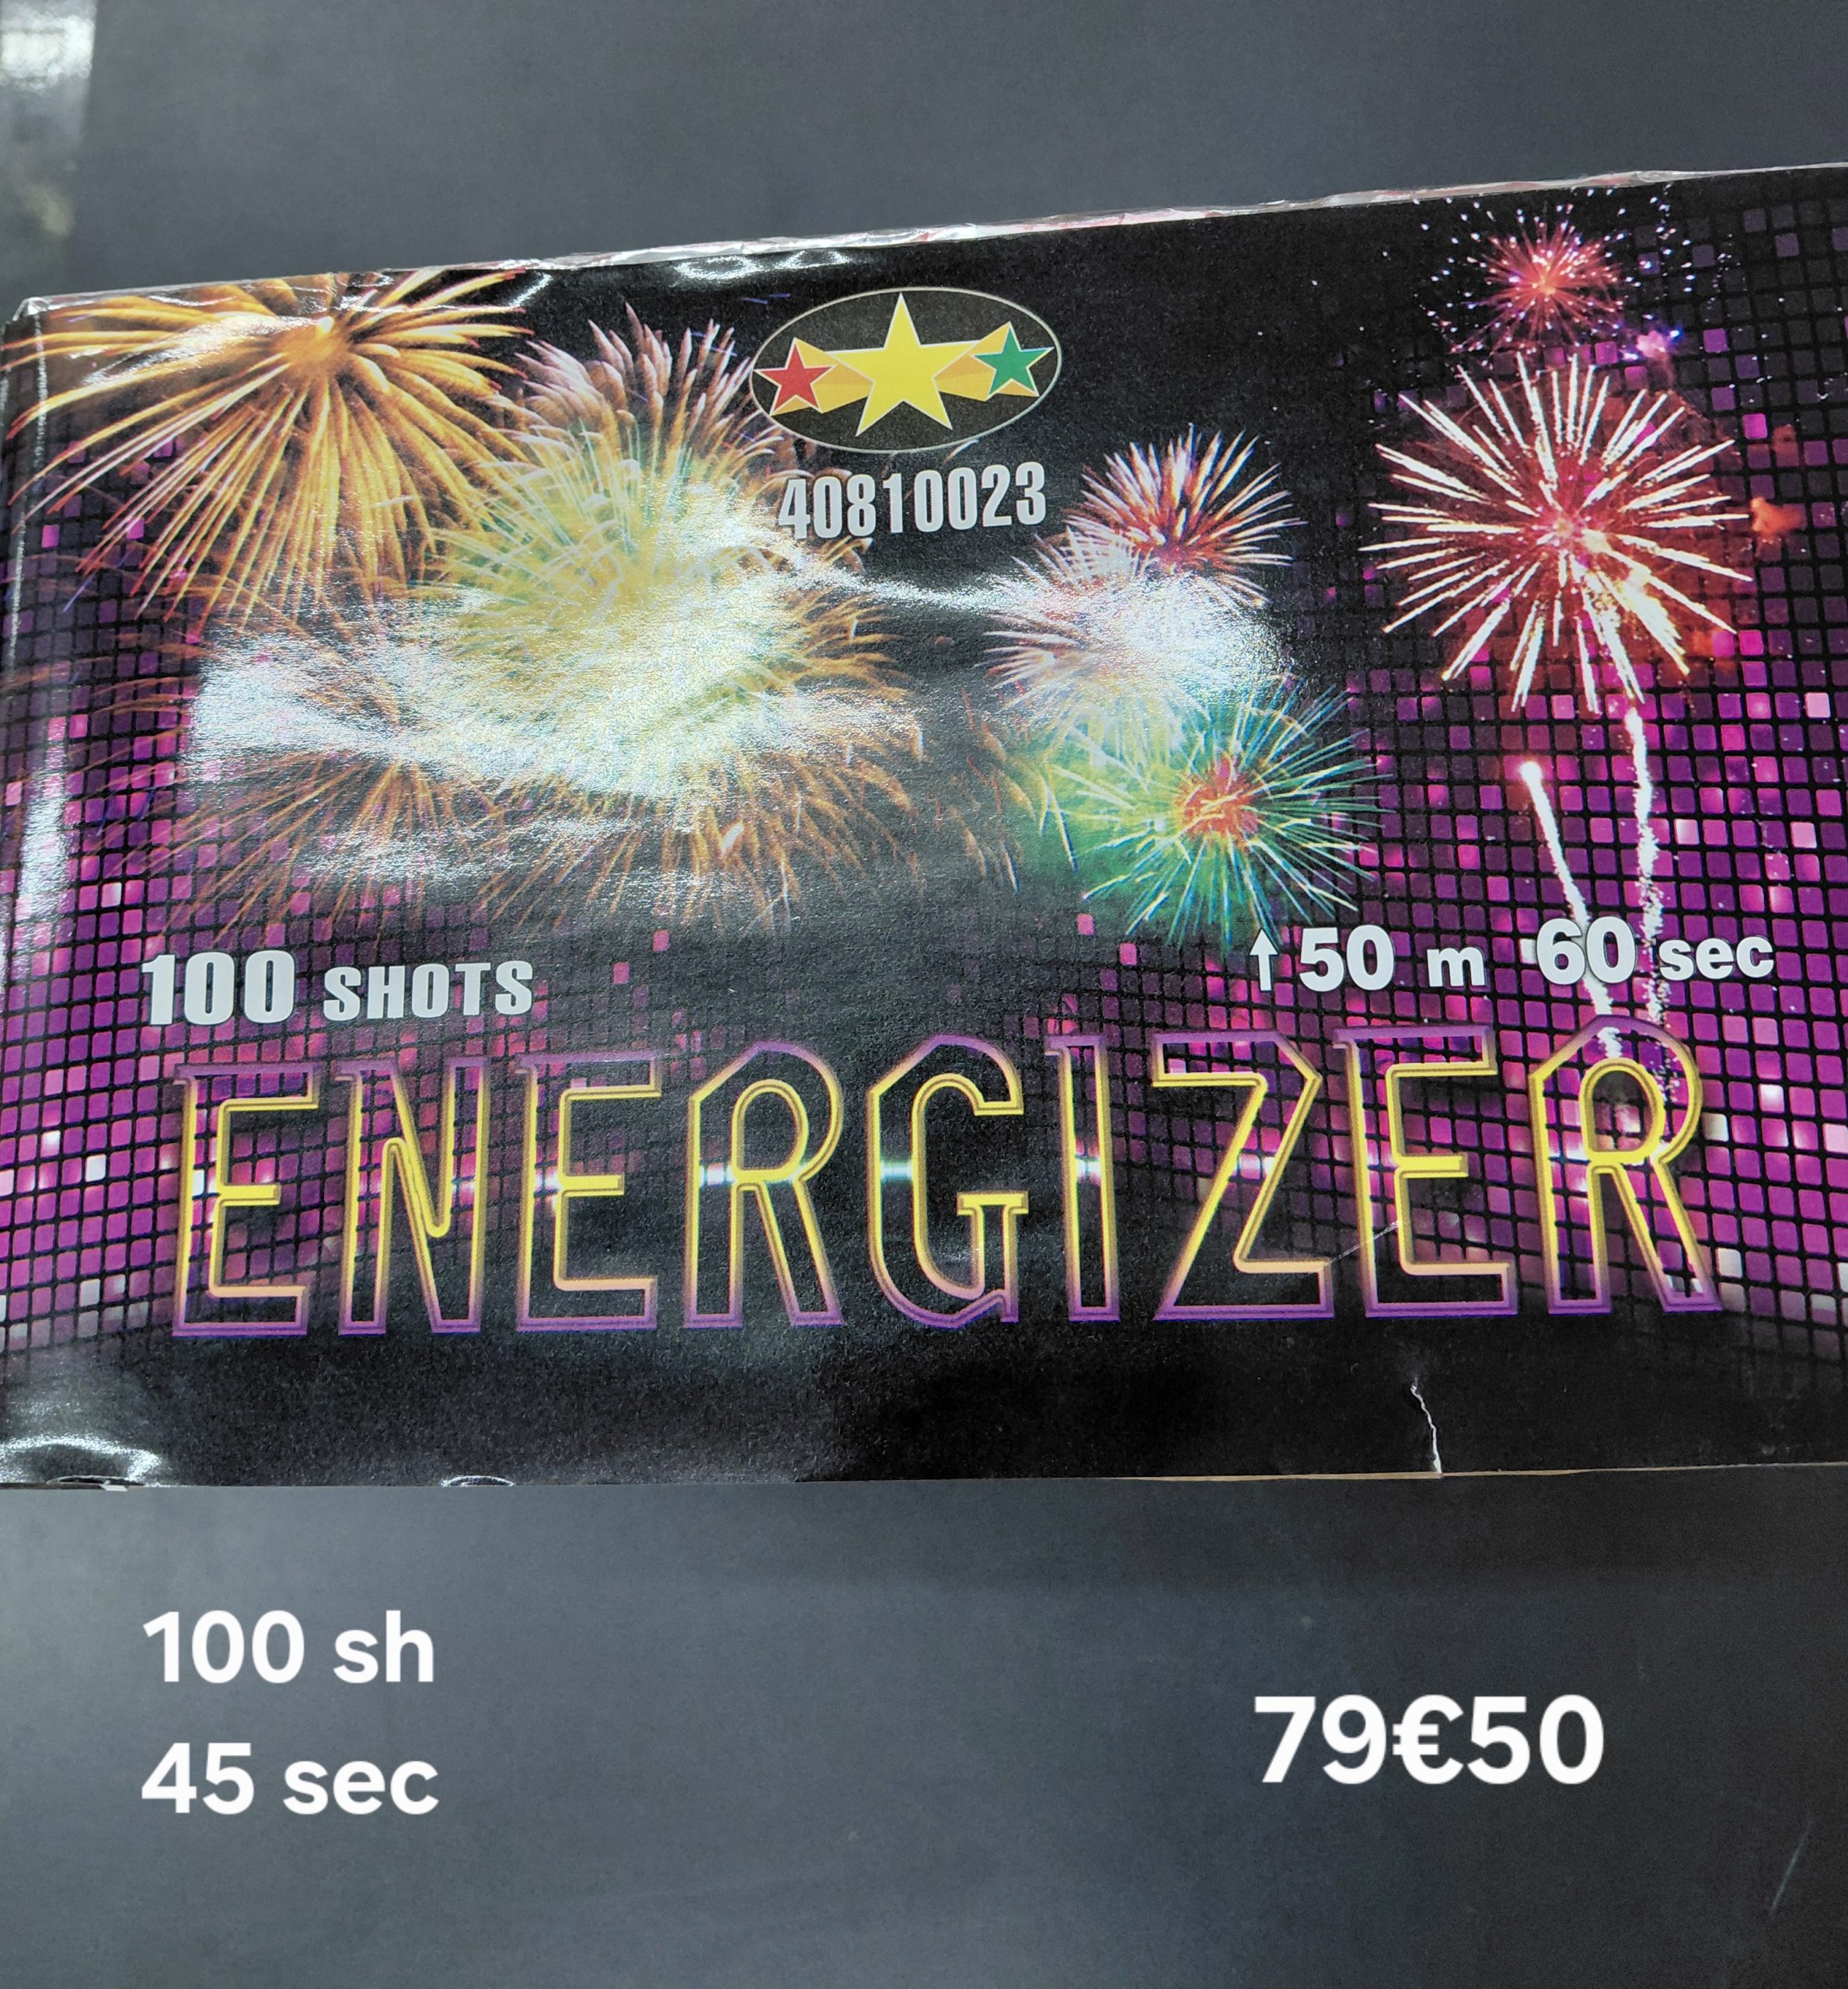 40810023
100 SHOTS
↑50 m 60 sec
ENERGIZER
100 sh
45 sec
79€50